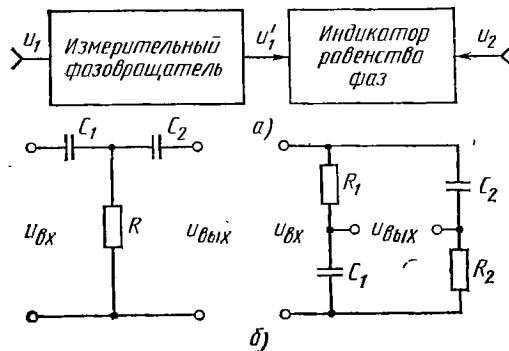 u₁
Измерительный
фазовращатель
u₁'
Индикатор
равенства
фаз
u₂
а)
C₁
C₂
R
uвх
uвых
R₁
C₂
uвх
uвых
C₁
R₂
б)